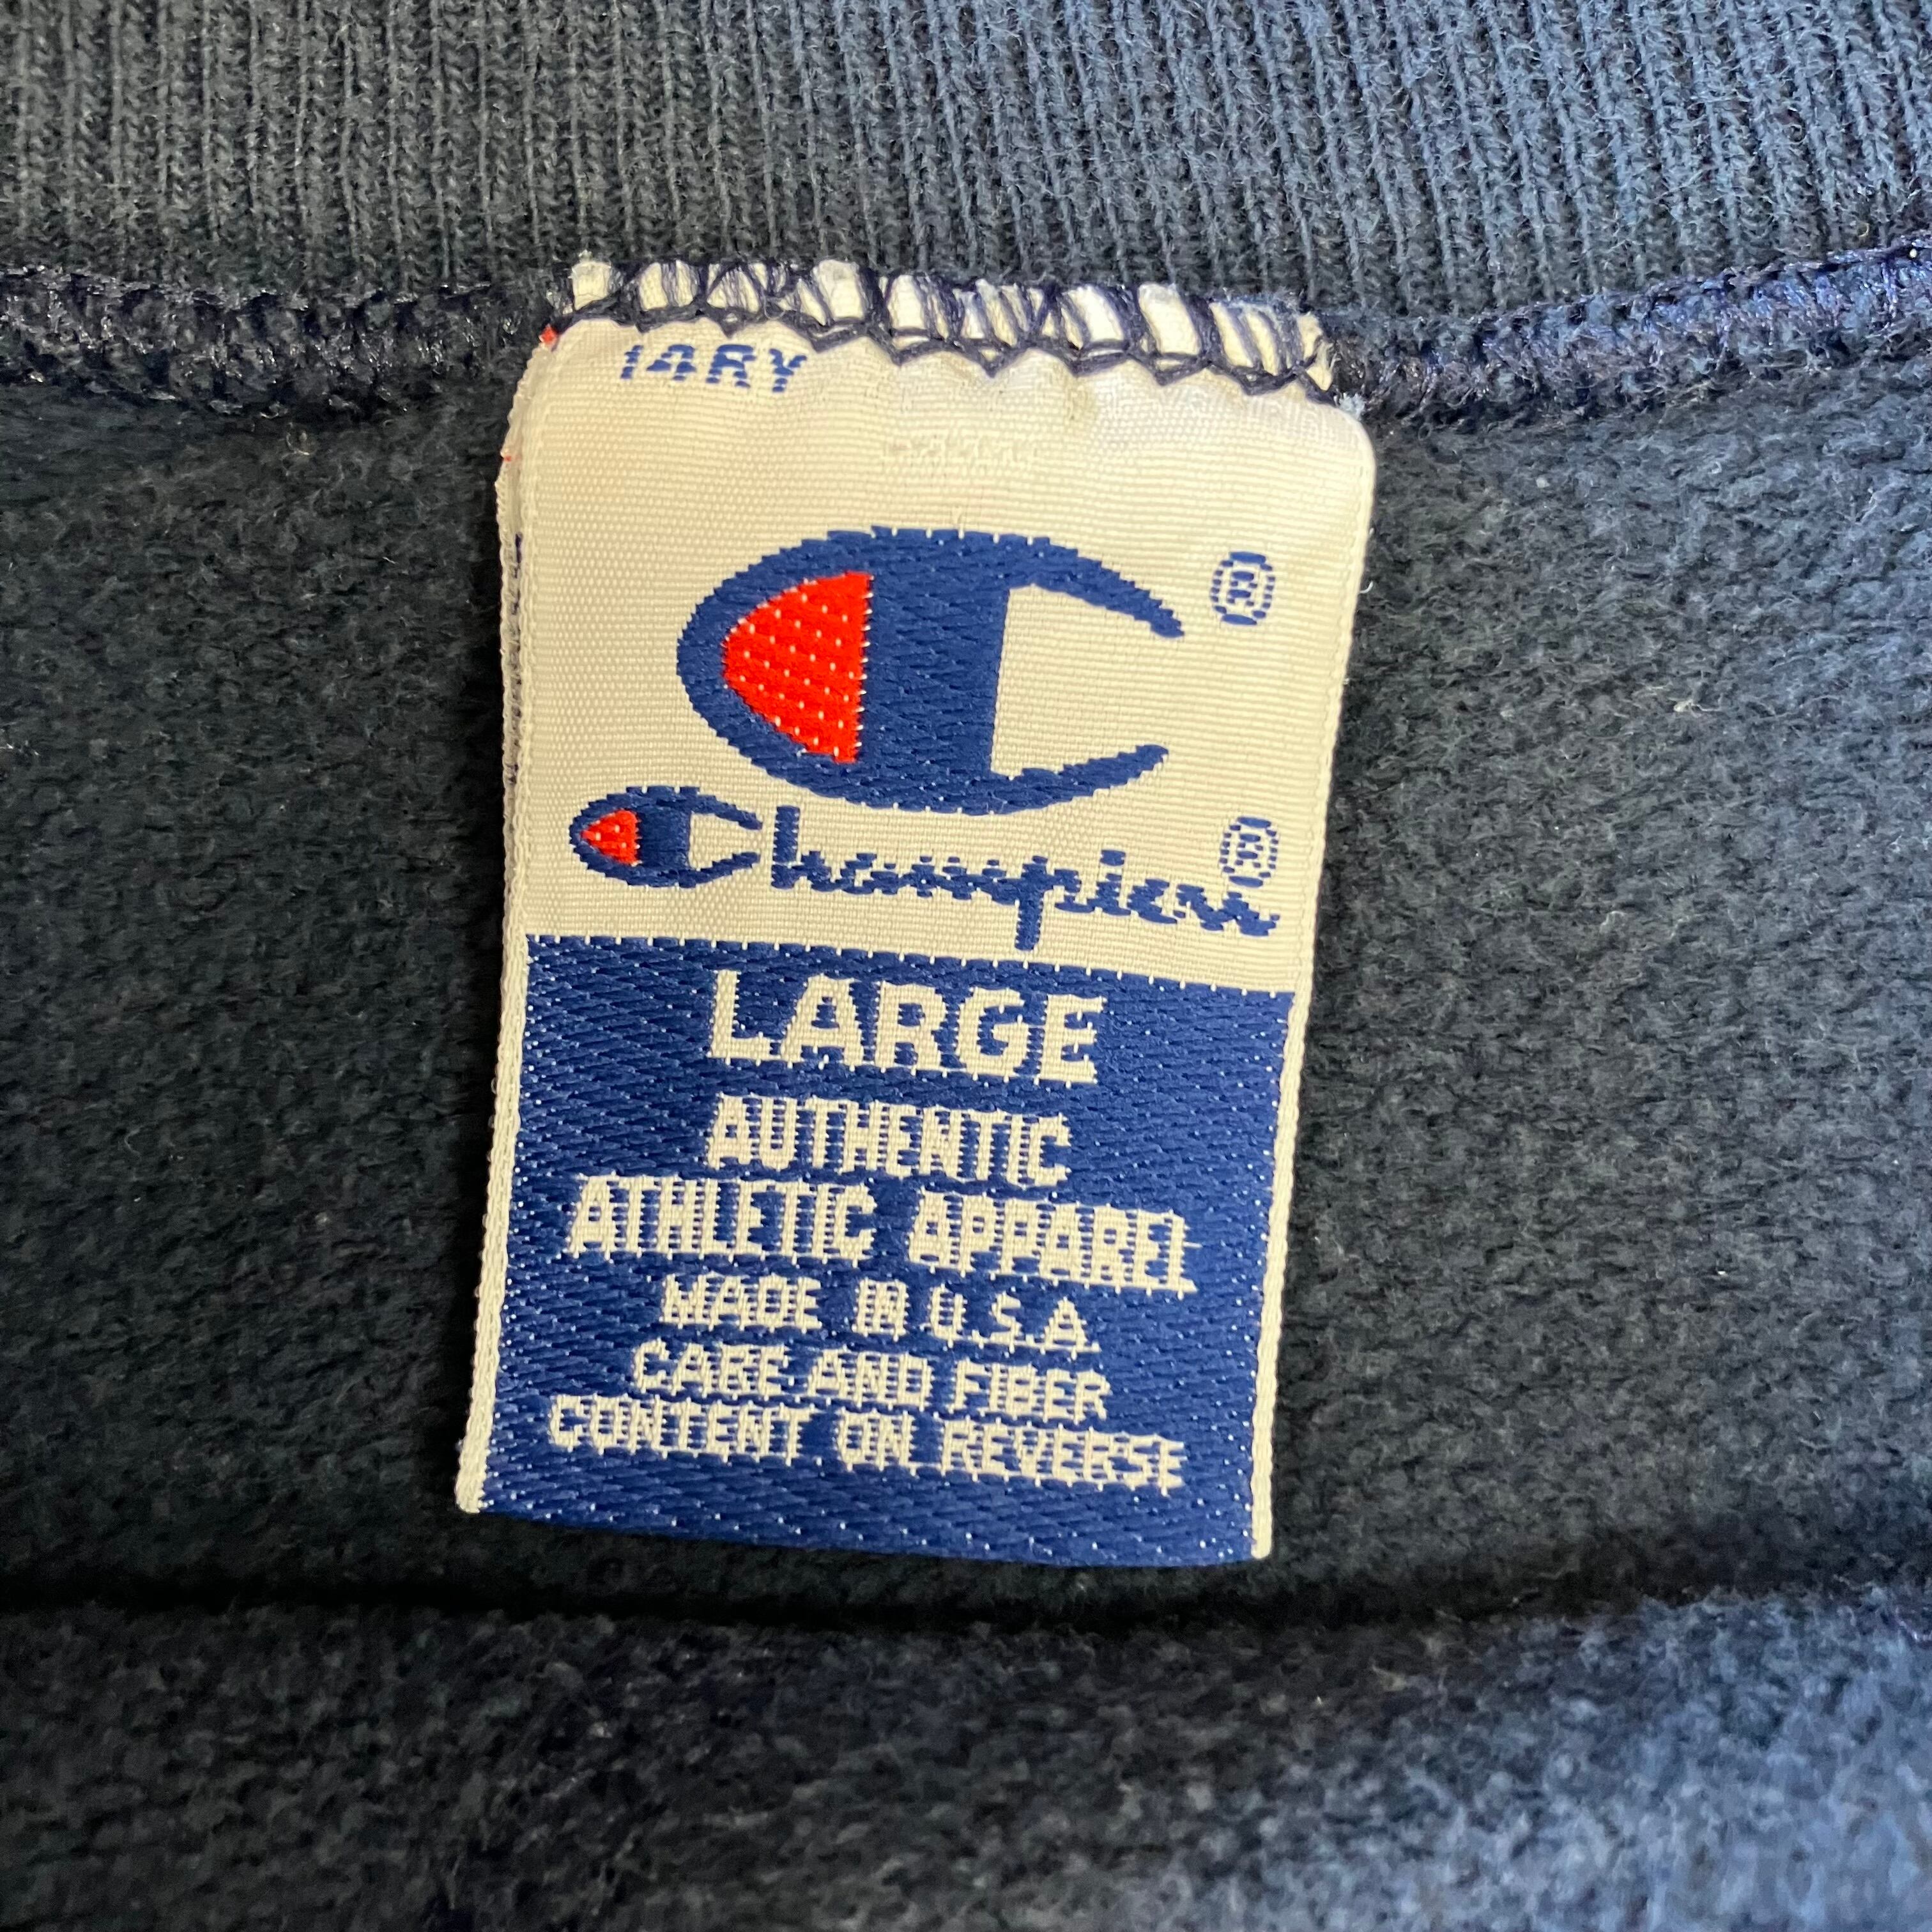 14RY
®
Champion®
LARGE
AUTHENTIC
ATHLETIC APPAREL
MADE IN U.S.A.
CARE AND FIBER
CONTENT ON REVERSE